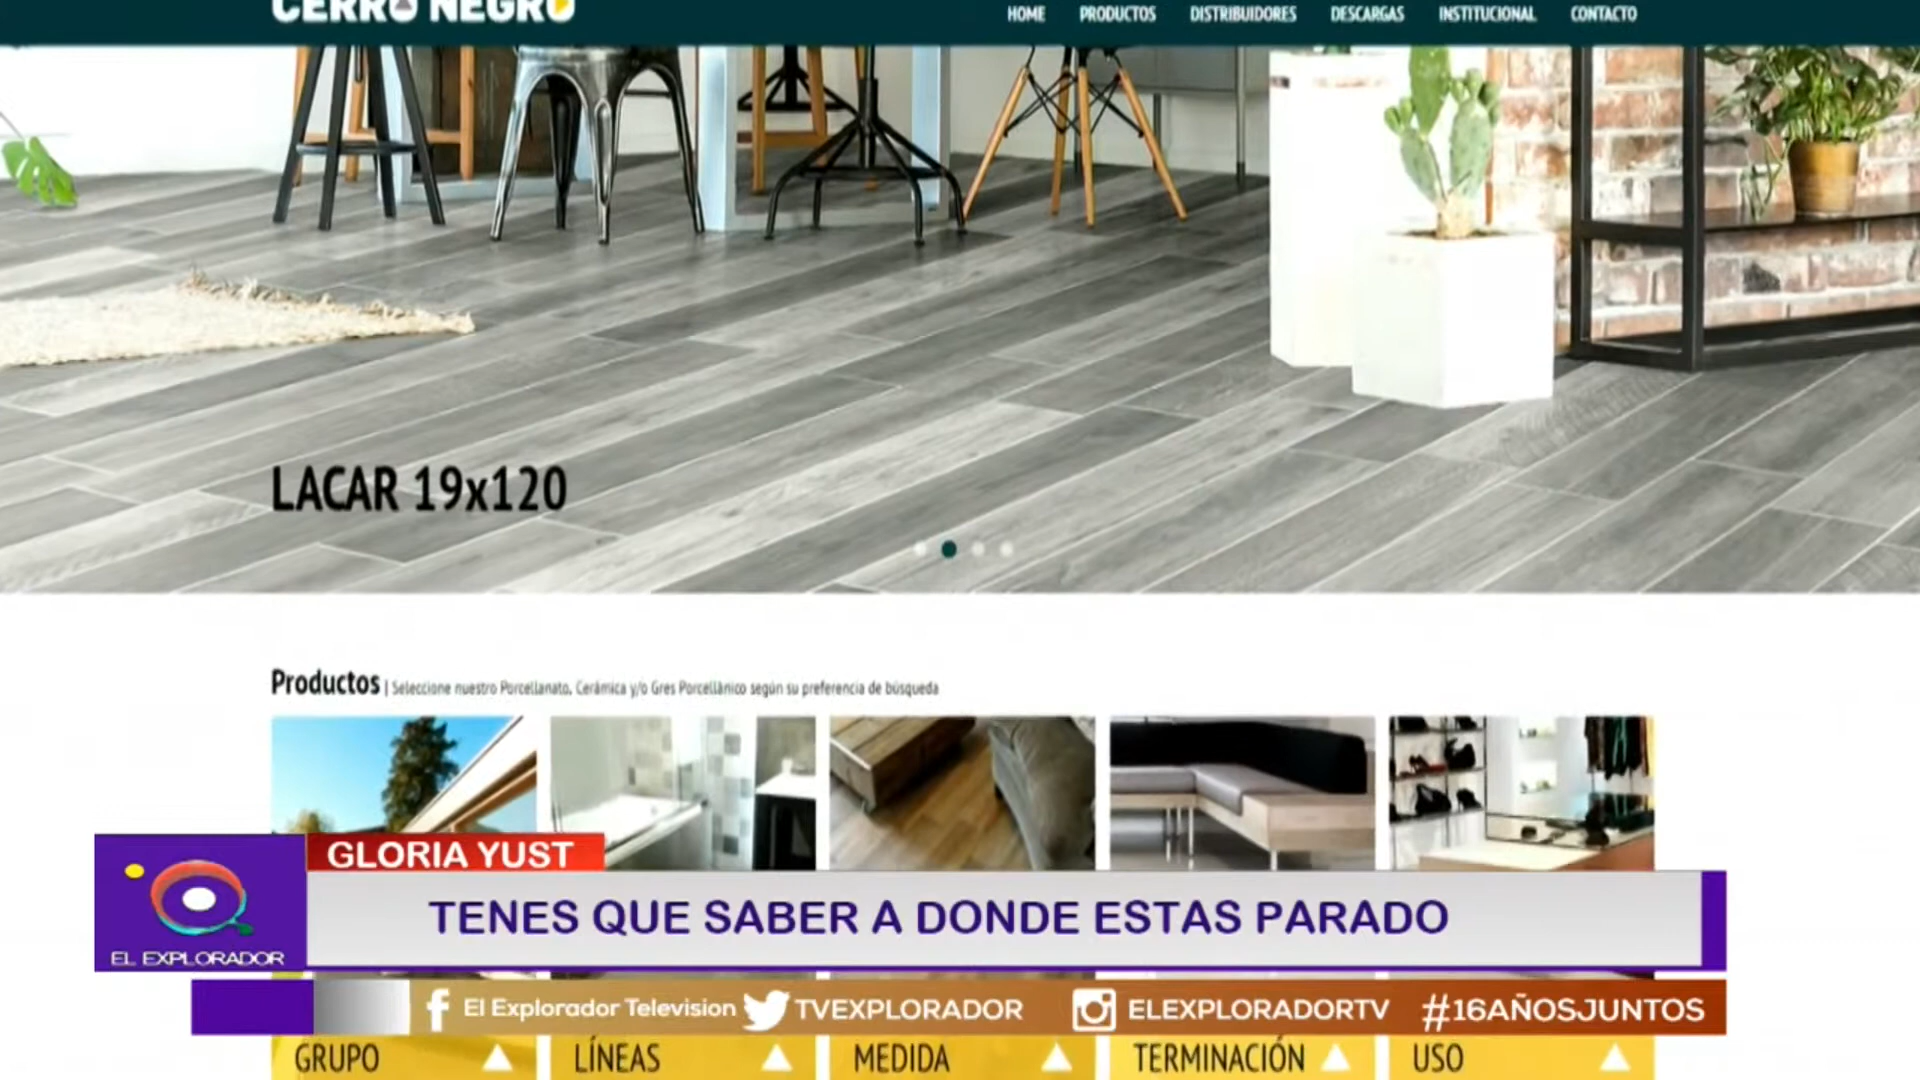 CERRO NEGRO
HOME PRODUCTOS DISTRIBUIDORES DESCARGAS INSTITUCIONAL CONTACTO
LACAR 19x120
Productos | Seleccione nuestro Porcellanato, Cerámica y/o Gres Porcellánico según su preferencia de búsqueda
GLORIA YUST
TENES QUE SABER A DONDE ESTAS PARADO
EL EXPLORADOR
El Explorador Television TVEXPLORADOR ELEXPLORADORTV #16AÑOSJUNTOS
GRUPO LÍNEAS MEDIDA TERMINACIÓN USO